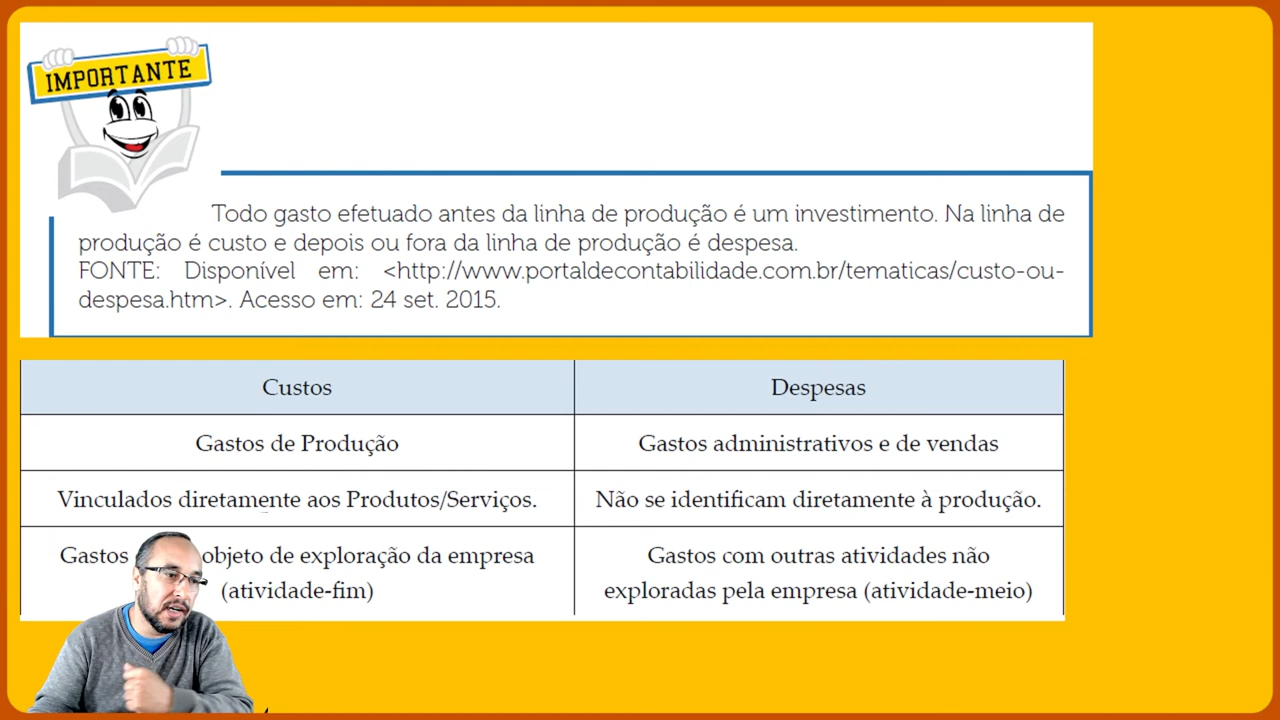 IMPORTANTE
Todo gasto efetuado antes da linha de produção é um investimento. Na linha de
produção é custo e depois ou fora da linha de produção é despesa.
FONTE: Disponível em: <http://www.portaldecontabilidade.com.br/tematicas/custo-ou-
despesa.htm>. Acesso em: 24 set. 2015.
Custos
Despesas
Gastos de Produção
Gastos administrativos e de vendas
Vinculados diretamente aos Produtos/Serviços.
Não se identificam diretamente à produção.
Gastos objeto de exploração da empresa
(atividade-fim)
Gastos com outras atividades não
exploradas pela empresa (atividade-meio)